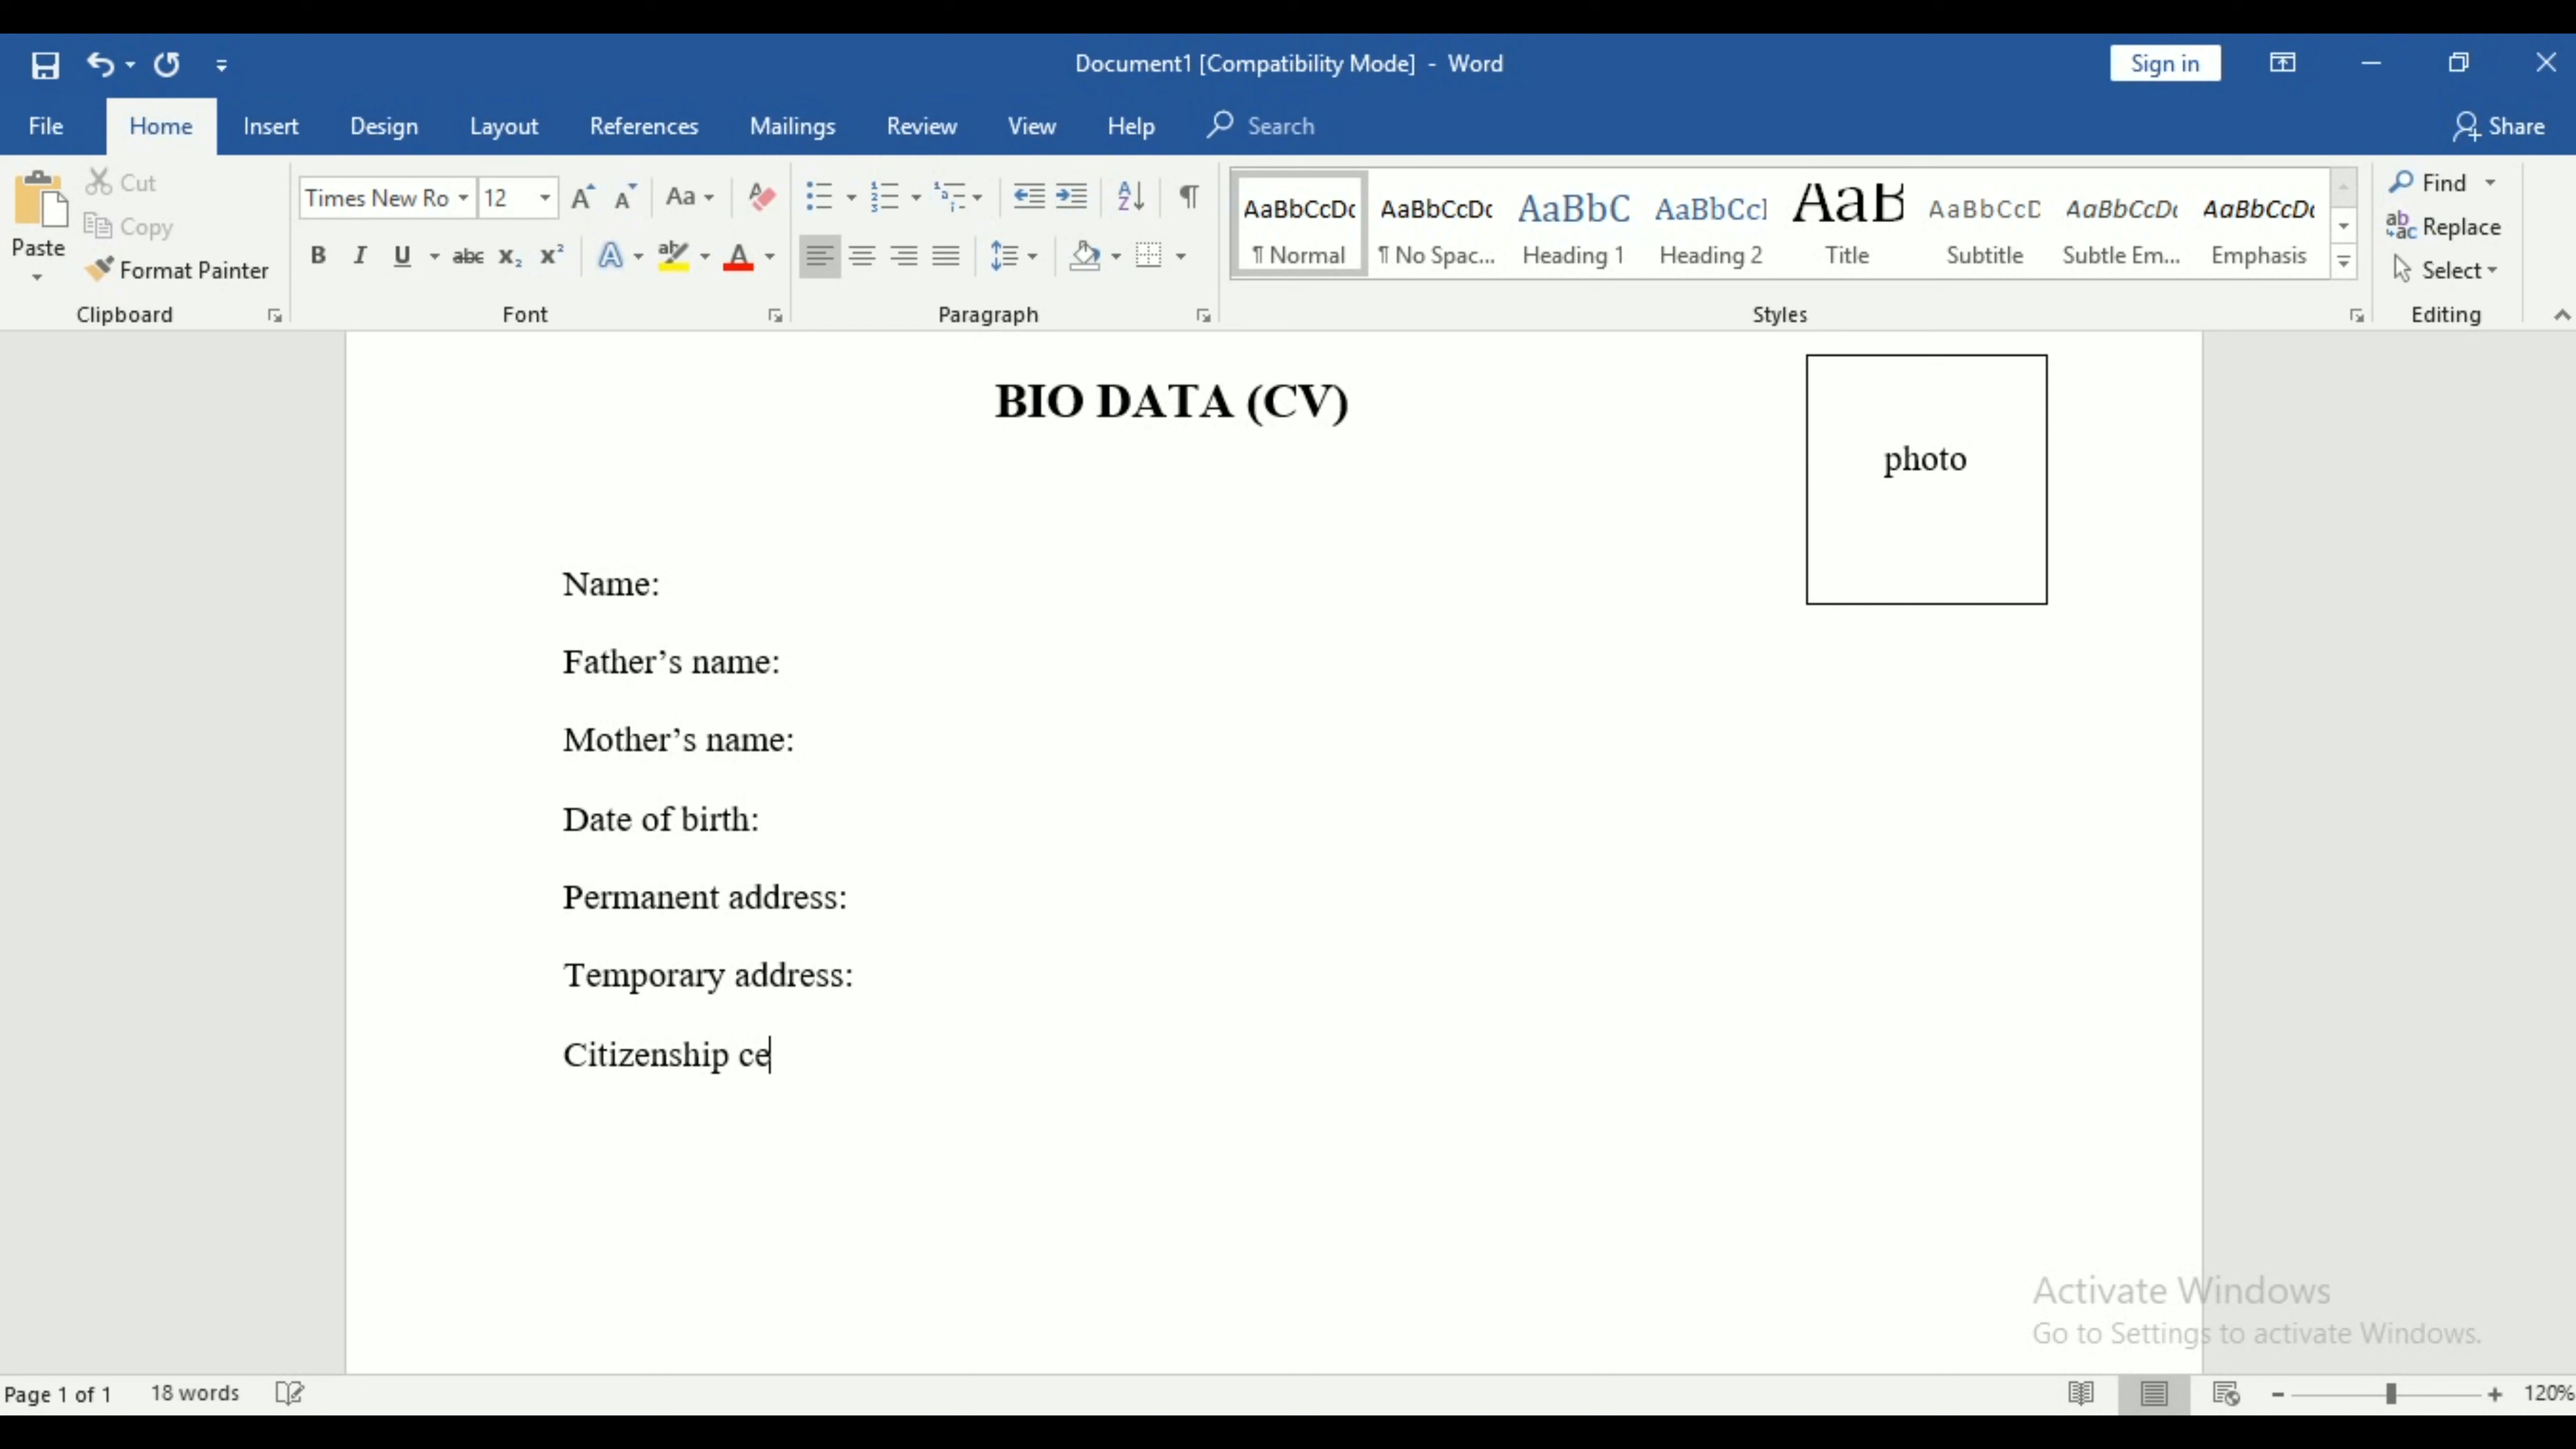 Document1 [Compatibility Mode] - Word
Sign in
File Home Insert Design Layout References Mailings Review View Help Search Share
Paste
Cut
Copy
Format Painter
Clipboard
Times New Ro 12
Font
Paragraph
AaBbCcDc AaBbCcDc AaBbC AaBbCcl AaB AaBbCcD AaBbCcDc AaBbCcDc
¶ Normal ¶ No Spac... Heading 1 Heading 2 Title Subtitle Subtle Em... Emphasis
Styles
Find
Replace
Select
Editing
BIO DATA (CV)
photo
Name:
Father’s name:
Mother’s name:
Date of birth:
Permanent address:
Temporary address:
Citizenship ce
Activate Windows
Go to Settings to activate Windows.
Page 1 of 1 18 words 120%